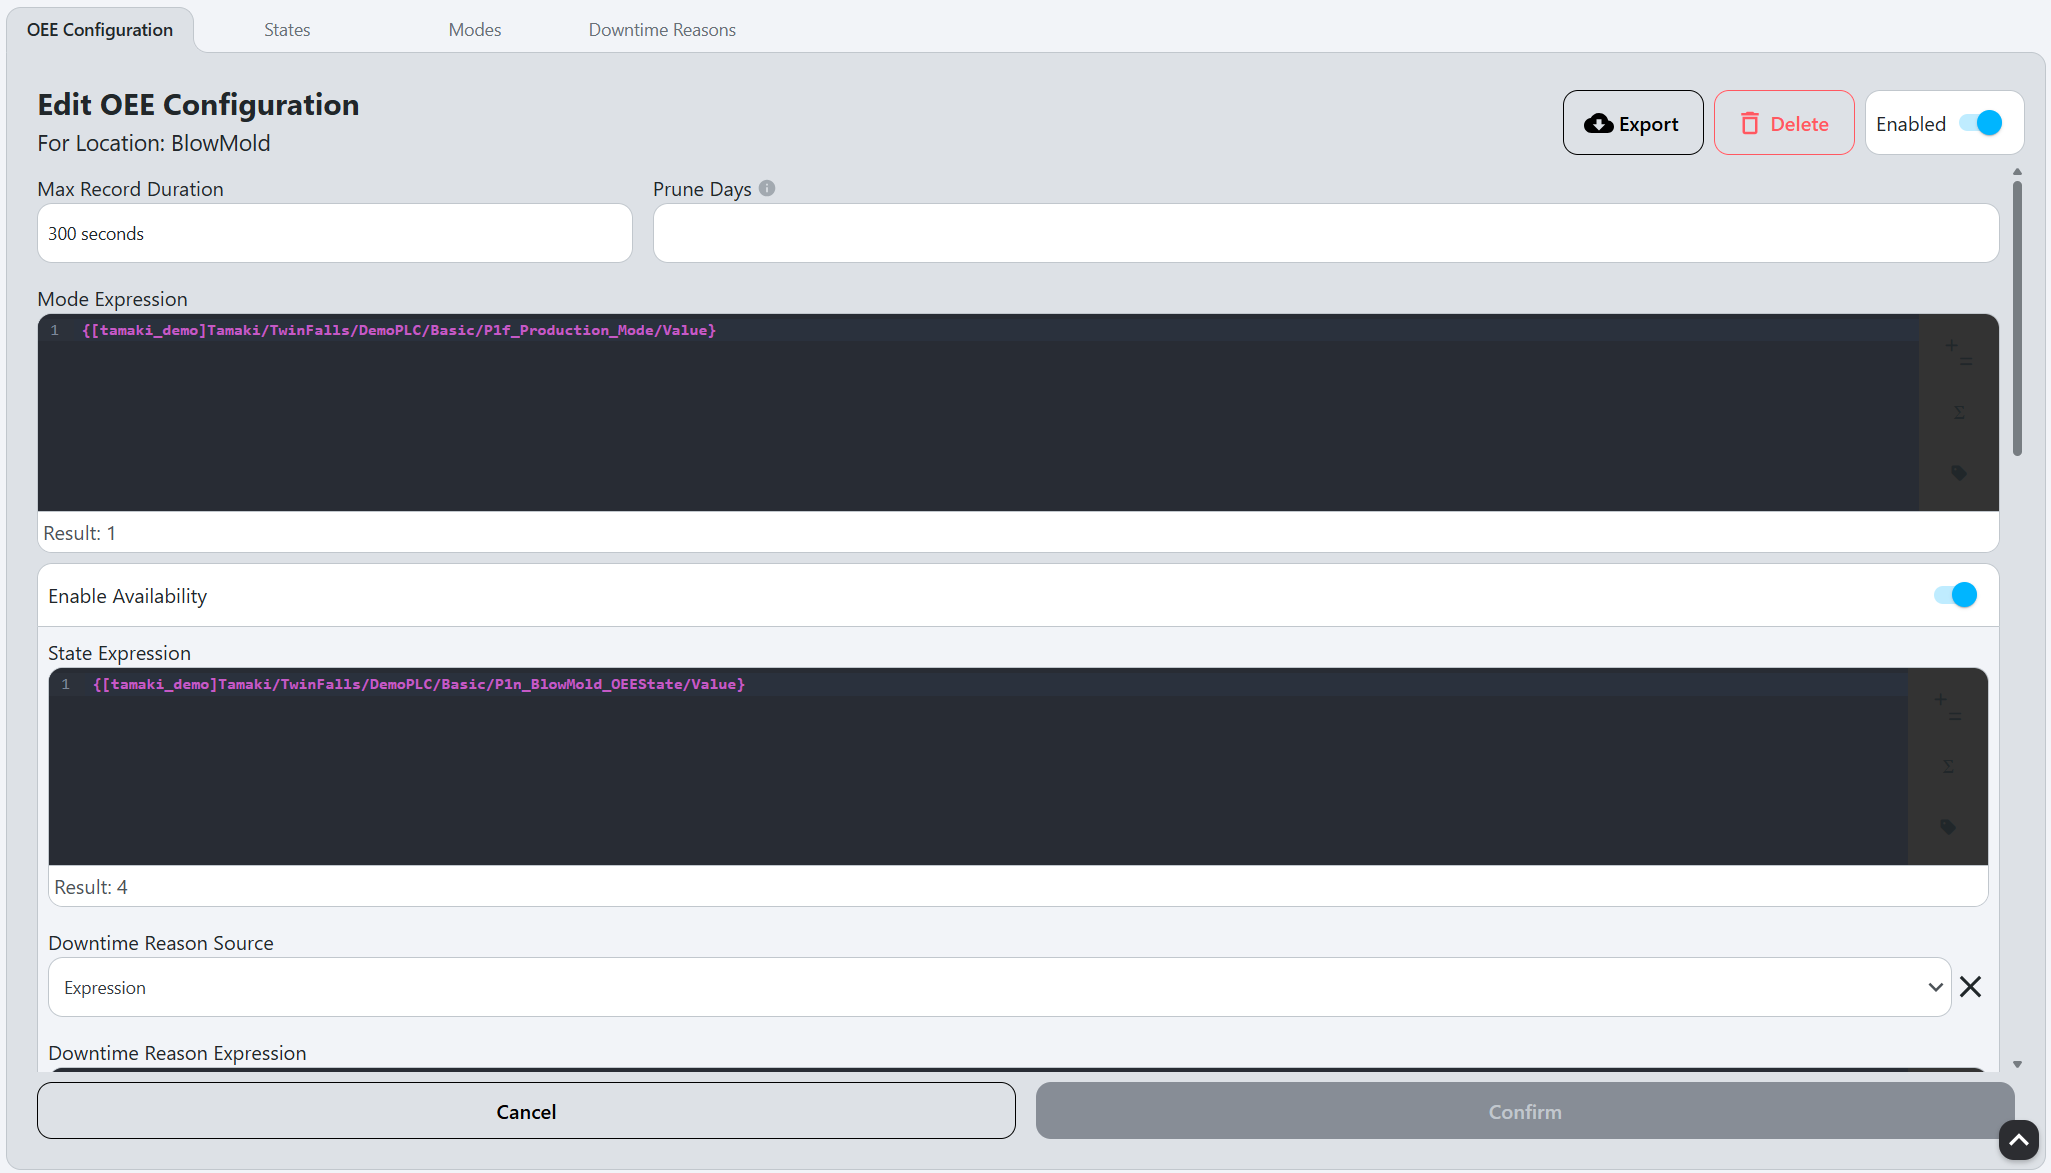 OEE Configuration States Modes Downtime Reasons
Edit OEE Configuration
For Location: BlowMold
Export
Delete
Enabled
Max Record Duration
300 seconds
Prune Days
Mode Expression
1 {[tamaki_demo]Tamaki/TwinFalls/DemoPLC/Basic/P1f_Production_Mode/Value}
Result: 1
Enable Availability
State Expression
1 {[tamaki_demo]Tamaki/TwinFalls/DemoPLC/Basic/P1n_BlowMold_OEEState/Value}
Result: 4
Downtime Reason Source
Expression
Downtime Reason Expression
Cancel
Confirm